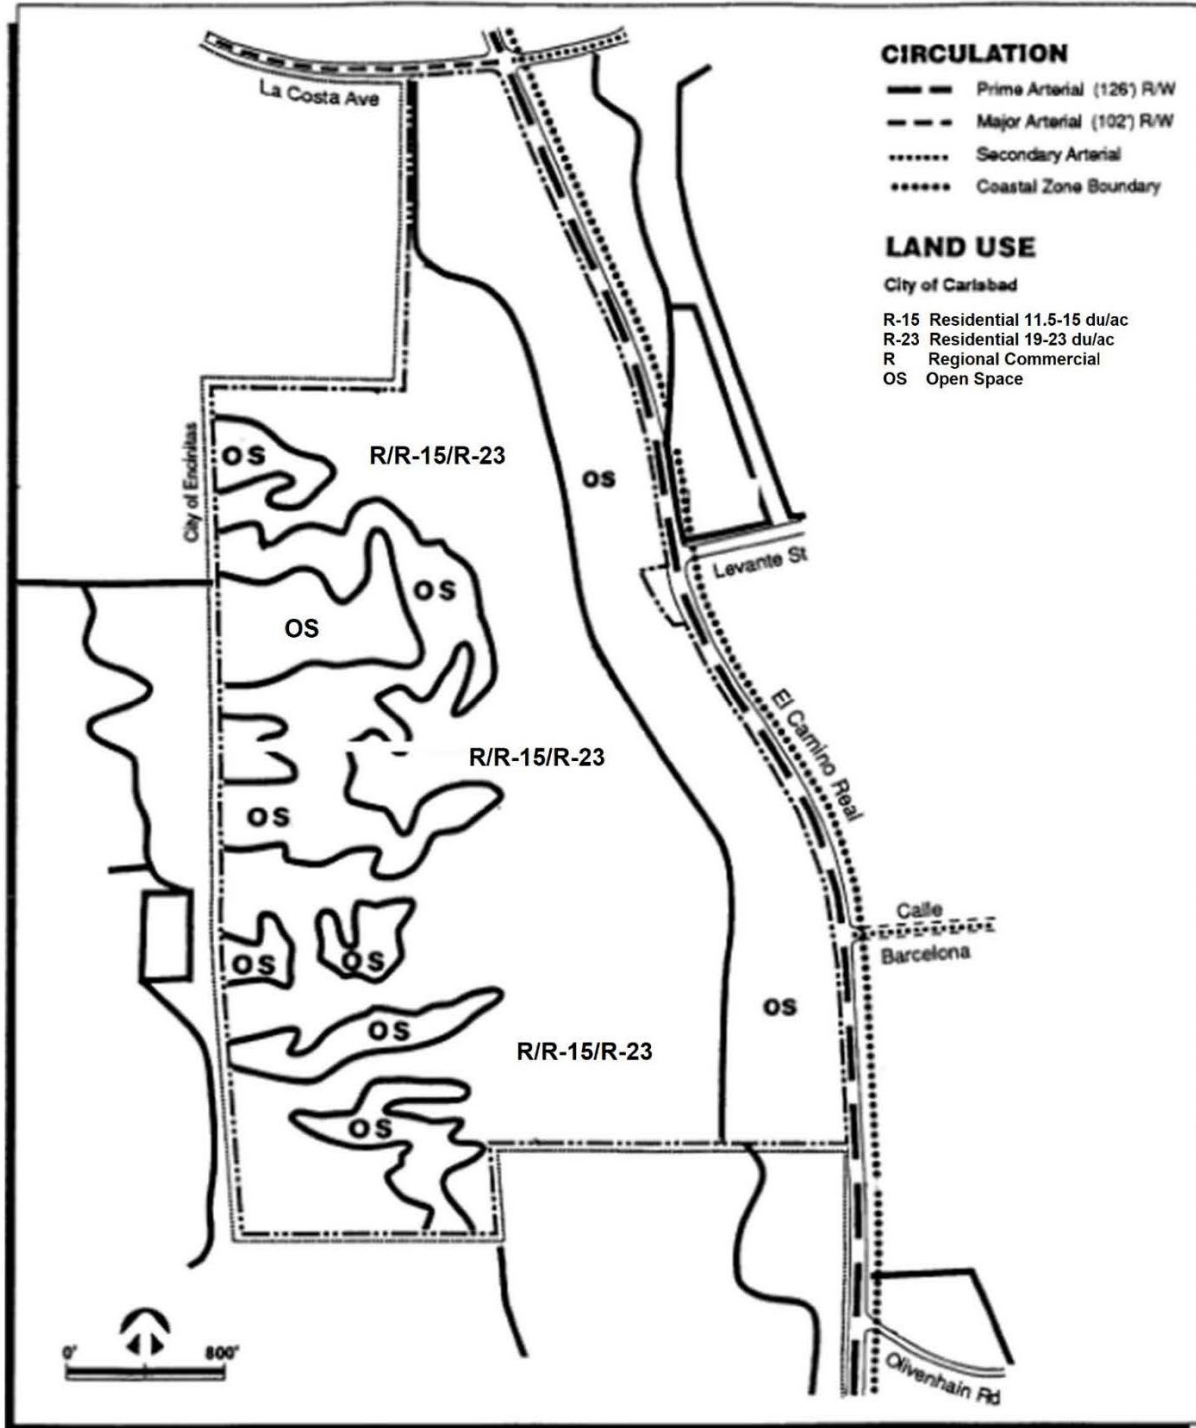 CIRCULATION
Prime Arterial (126') R/W
Major Arterial (102') R/W
Secondary Arterial
Coastal Zone Boundary
LAND USE
City of Carlsbad
R-15 Residential 11.5-15 du/ac
R-23 Residential 19-23 du/ac
R Regional Commercial
OS Open Space
La Costa Ave
City of Encinitas
OS
R/R-15/R-23
OS
Levante St
OS
OS
El Camino Real
R/R-15/R-23
OS
Calle
Barcelona
OS
OS
OS
OS
R/R-15/R-23
OS
0' 800'
Olivenhain Rd